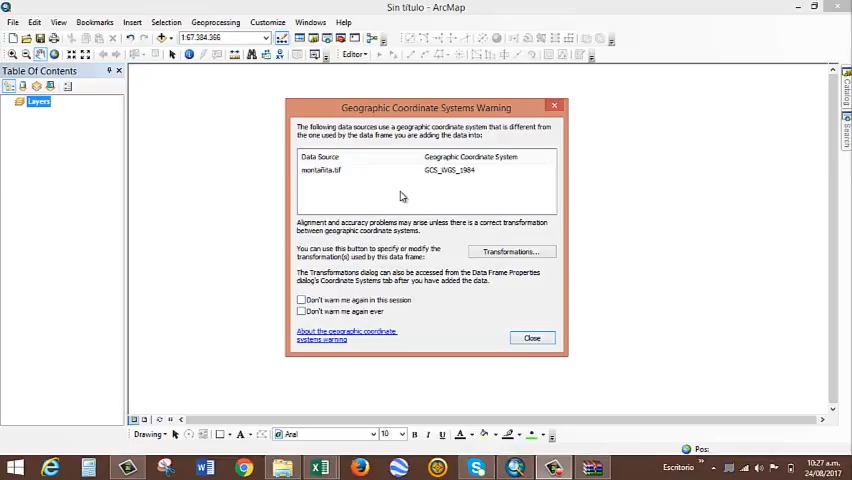 Sin título - ArcMap
File Edit View Bookmarks Insert Selection Geoprocessing Customize Windows Help
1:67.384.366
Editor
Table Of Contents
Layers
Catalog
Search
Geographic Coordinate Systems Warning
The following data sources use a geographic coordinate system that is different from
the one used by the data frame you are adding the data into:
Data Source Geographic Coordinate System
montañita.tif GCS_WGS_1984
Alignment and accuracy problems may arise unless there is a correct transformation
between geographic coordinate systems.
You can use this button to specify or modify the
transformation(s) used by this data frame:
Transformations...
The Transformations dialog can also be accessed from the Data Frame Properties
dialog's Coordinate Systems tab after you have added the data.
Don't warn me again in this session
Don't warn me again ever
About the geographic coordinate
systems warning
Close
Drawing Arial 10 B I U A
Pos:
Escritorio
10:27 a.m.
24/08/2017